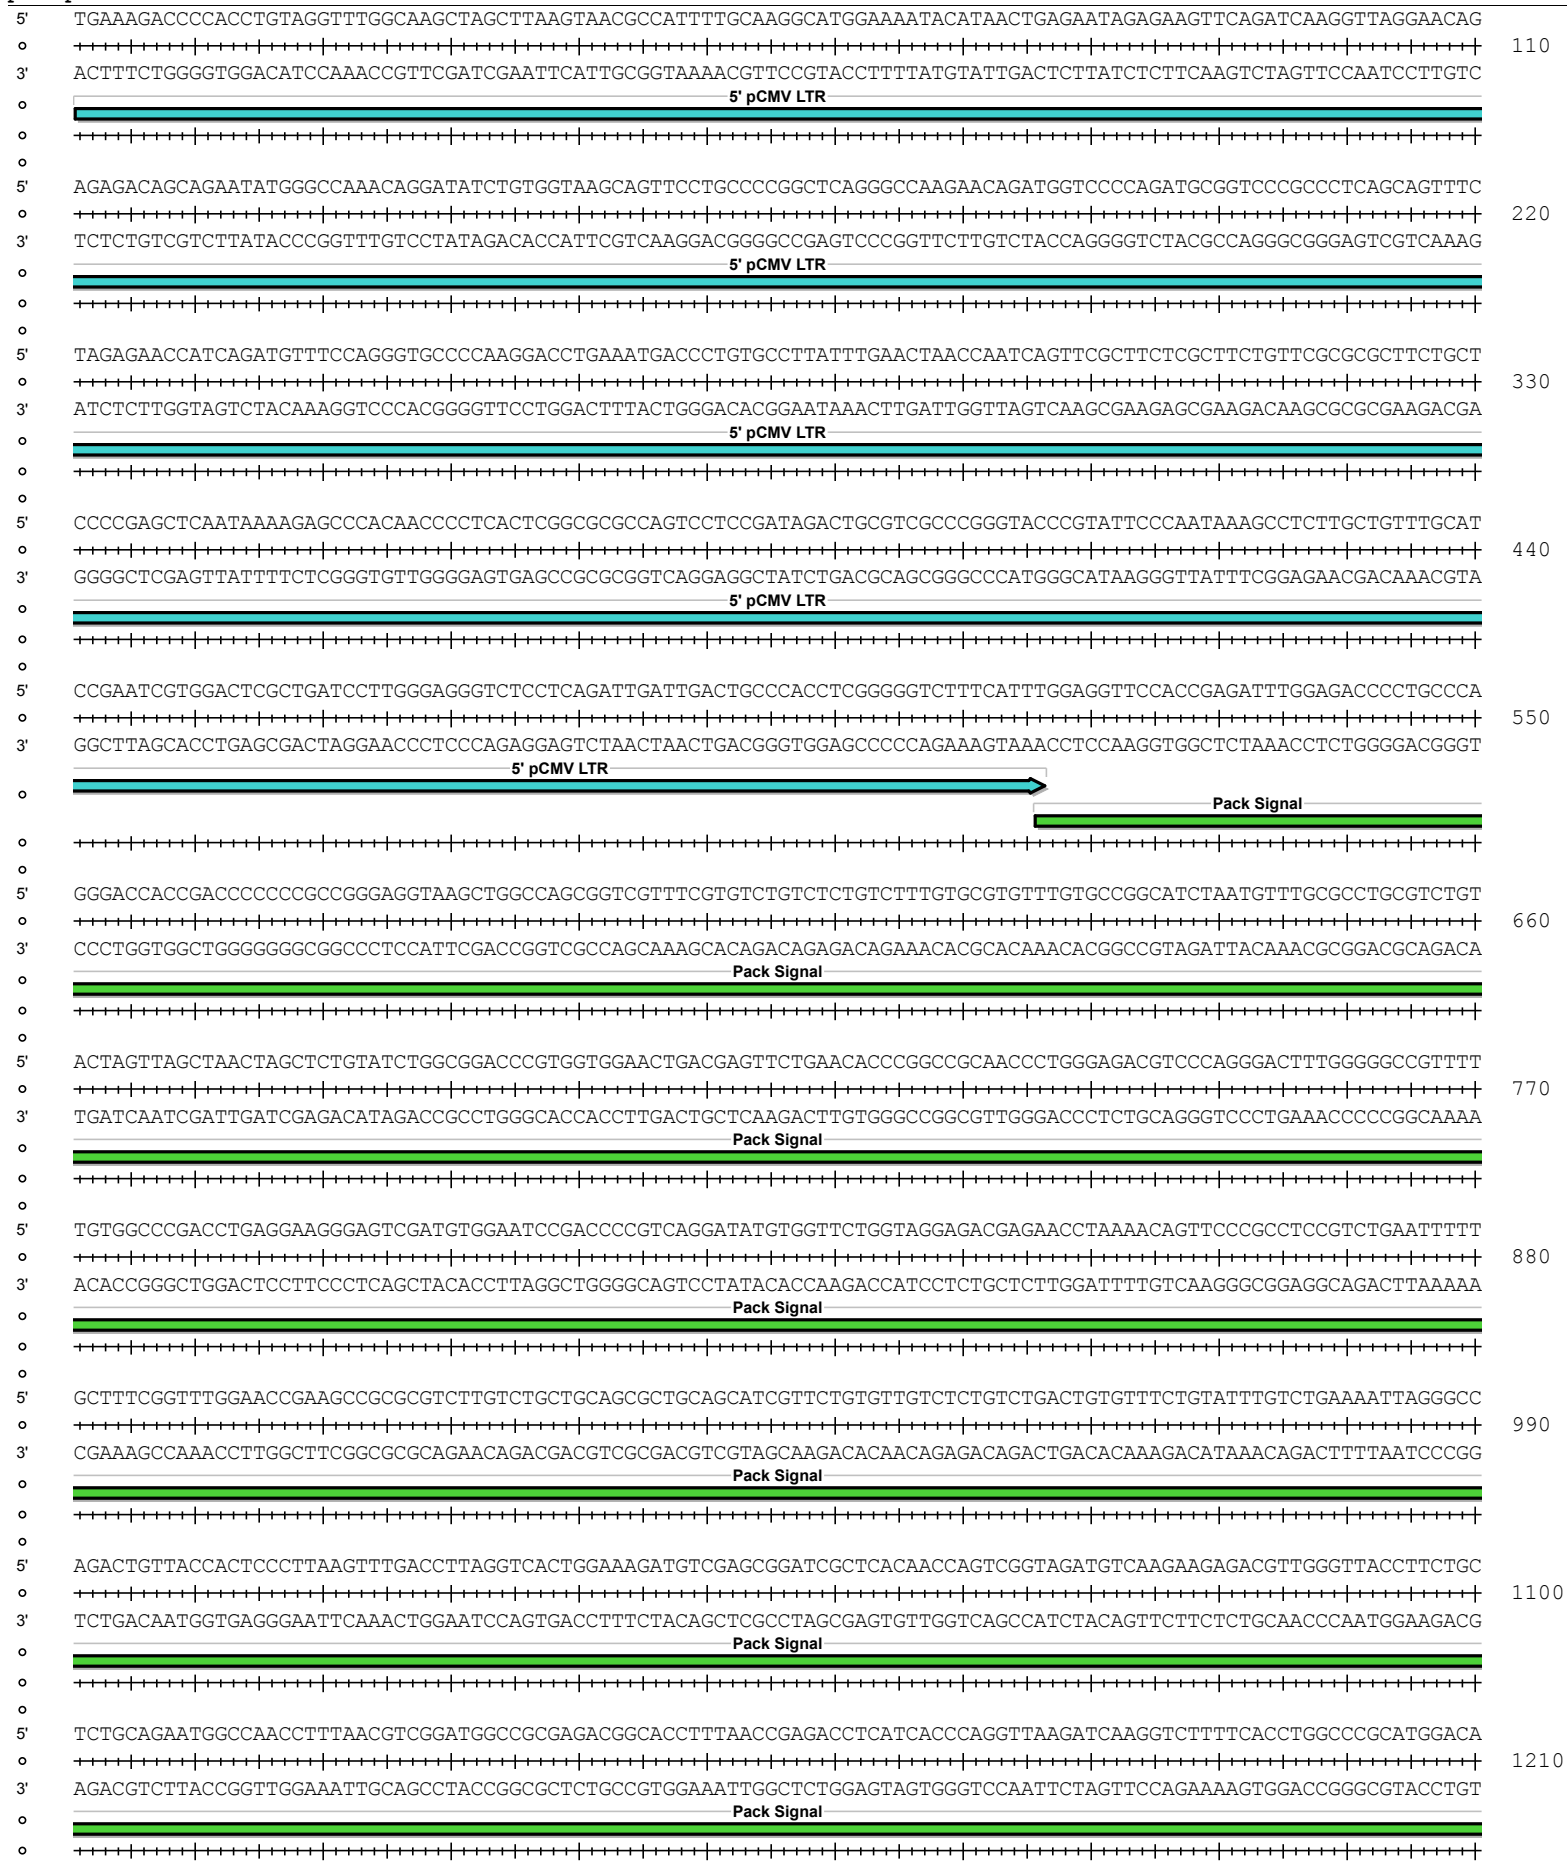 5' TGAAAGACCCCACCTGTAGGTTTGGCAAGCTAGCTTAAGTAACGCCATTTTGCAAGGCATGGAAAATACATAACTGAGAATAGAGAAGTTCAGATCAAGGTTAGGAACAG
110
3' ACTTTCTGGGGTGGACATCCAAACCGTTCGATCGAATTCATTGCGGTAAAACGTTCCGTACCTTTTATGTATTGACTCTTATCTCTTCAAGTCTAGTTCCAATCCTTGTC
5' pCMV LTR
5' AGAGACAGCAGAATATGGGCCAAACAGGATATCTGTGGTAAGCAGTTCCTGCCCCGGCTCAGGGCCAAGAACAGATGGTCCCCAGATGCGGTCCCGCCCTCAGCAGTTTC
220
3' TCTCTGTCGTCTTATACCCGGTTTGTCCTATAGACACCATTCGTCAAGGACGGGGCCGAGTCCCGGTTCTTGTCTACCAGGGGTCTACGCCAGGGCGGGAGTCGTCAAAG
5' pCMV LTR
5' TAGAGAACCATCAGATGTTTCCAGGGTGCCCCAAGGACCTGAAATGACCCTGTGCCTTATTTGAACTAACCAATCAGTTCGCTTCTCGCTTCTGTTCGCGCGCTTCTGCT
330
3' ATCTCTTGGTAGTCTACAAAGGTCCCACGGGGTTCCTGGACTTTACTGGGACACGGAATAAACTTGATTGGTTAGTCAAGCGAAGAGCGAAGACAAGCGCGCGAAGACGA
5' pCMV LTR
5' CCCCGAGCTCAATAAAAGAGCCCACAACCCCTCACTCGGCGCGCCAGTCCTCCGATAGACTGCGTCGCCCGGGTACCCGTATTCCCAATAAAGCCTCTTGCTGTTTGCAT
440
3' GGGGCTCGAGTTATTTTCTCGGGTGTTGGGGAGTGAGCCGCGCGGTCAGGAGGCTATCTGACGCAGCGGGCCCATGGGCATAAGGGTTATTTCGGAGAACGACAAACGTA
5' pCMV LTR
5' CCGAATCGTGGACTCGCTGATCCTTGGGAGGGTCTCCTCAGATTGATTGACTGCCCACCTCGGGGGTCTTTCATTTGGAGGTTCCACCGAGATTTGGAGACCCCTGCCCA
550
3' GGCTTAGCACCTGAGCGACTAGGAACCCTCCCAGAGGAGTCTAACTAACTGACGGGTGGAGCCCCCAGAAAGTAAACCTCCAAGGTGGCTCTAAACCTCTGGGGACGGGT
5' pCMV LTR
Pack Signal
5' GGGACCACCGACCCCCCCGCCGGGAGGTAAGCTGGCCAGCGGTCGTTTCGTGTCTGTCTCTGTCTTTGTGCGTGTTTGTGCCGGCATCTAATGTTTGCGCCTGCGTCTGT
660
3' CCCTGGTGGCTGGGGGGGCGGCCCTCCATTCGACCGGTCGCCAGCAAAGCACAGACAGAGACAGAAACACGCACAAACACGGCCGTAGATTACAAACGCGGACGCAGACA
Pack Signal
5' ACTAGTTAGCTAACTAGCTCTGTATCTGGCGGACCCGTGGTGGAACTGACGAGTTCTGAACACCCGGCCGCAACCCTGGGAGACGTCCCAGGGACTTTGGGGGCCGTTTT
770
3' TGATCAATCGATTGATCGAGACATAGACCGCCTGGGCACCACCTTGACTGCTCAAGACTTGTGGGCCGGCGTTGGGACCCTCTGCAGGGTCCCTGAAACCCCCGGCAAAA
Pack Signal
5' TGTGGCCCGACCTGAGGAAGGGAGTCGATGTGGAATCCGACCCCGTCAGGATATGTGGTTCTGGTAGGAGACGAGAACCTAAAACAGTTCCCGCCTCCGTCTGAATTTTT
880
3' ACACCGGGCTGGACTCCTTCCCTCAGCTACACCTTAGGCTGGGGCAGTCCTATACACCAAGACCATCCTCTGCTCTTGGATTTTGTCAAGGGCGGAGGCAGACTTAAAAA
Pack Signal
5' GCTTTCGGTTTGGAACCGAAGCCGCGCGTCTTGTCTGCTGCAGCGCTGCAGCATCGTTCTGTGTTGTCTCTGTCTGACTGTGTTTCTGTATTTGTCTGAAAATTAGGGCC
990
3' CGAAAGCCAAACCTTGGCTTCGGCGCGCAGAACAGACGACGTCGCGACGTCGTAGCAAGACACAACAGAGACAGACTGACACAAAGACATAAACAGACTTTTAATCCCGG
Pack Signal
5' AGACTGTTACCACTCCCTTAAGTTTGACCTTAGGTCACTGGAAAGATGTCGAGCGGATCGCTCACAACCAGTCGGTAGATGTCAAGAAGAGACGTTGGGTTACCTTCTGC
1100
3' TCTGACAATGGTGAGGGAATTCAAACTGGAATCCAGTGACCTTTCTACAGCTCGCCTAGCGAGTGTTGGTCAGCCATCTACAGTTCTTCTCTGCAACCCAATGGAAGACG
Pack Signal
5' TCTGCAGAATGGCCAACCTTTAACGTCGGATGGCCGCGAGACGGCACCTTTAACCGAGACCTCATCACCCAGGTTAAGATCAAGGTCTTTTCACCTGGCCCGCATGGACA
1210
3' AGACGTCTTACCGGTTGGAAATTGCAGCCTACCGGCGCTCTGCCGTGGAAATTGGCTCTGGAGTAGTGGGTCCAATTCTAGTTCCAGAAAAGTGGACCGGGCGTACCTGT
Pack Signal